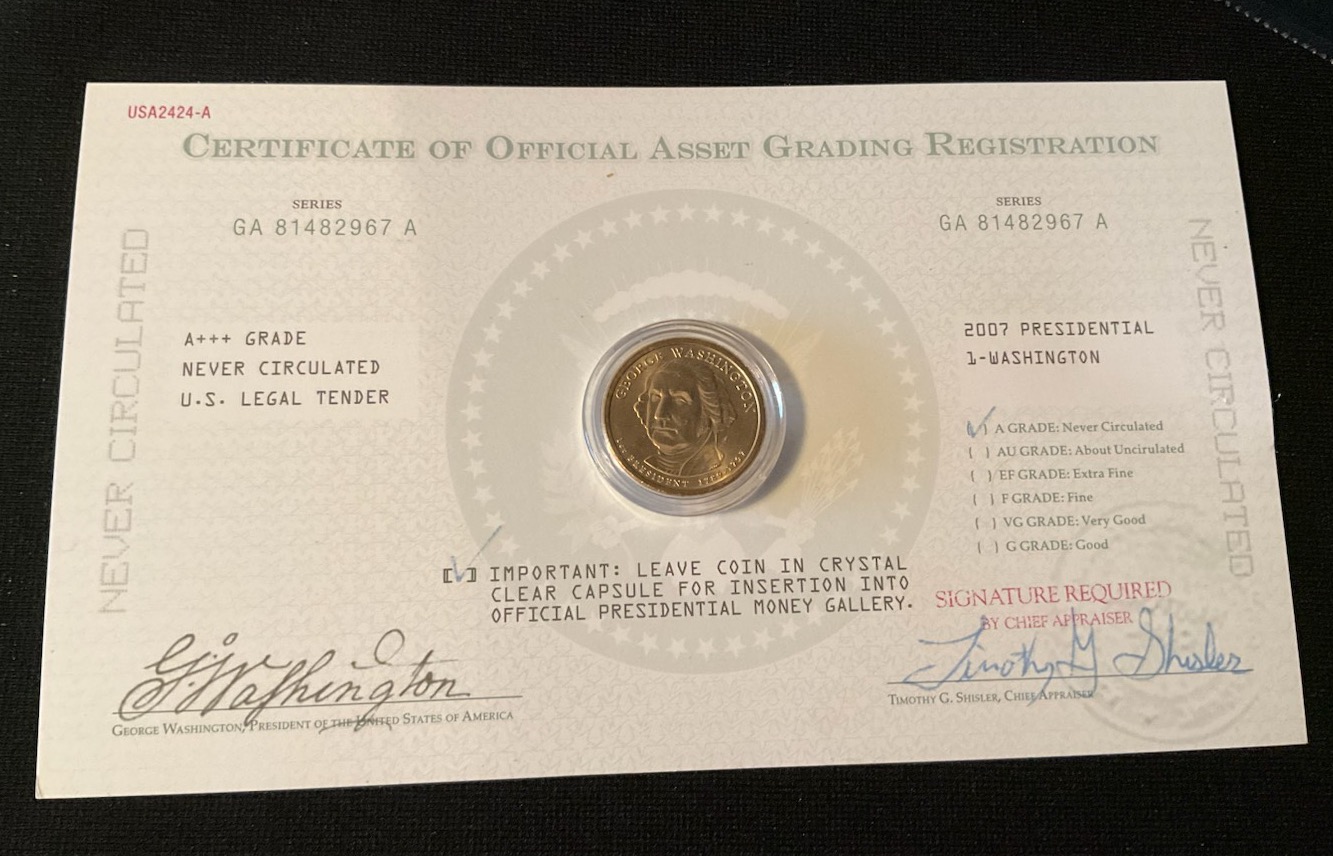 USA2424-A
CERTIFICATE OF OFFICIAL ASSET GRADING REGISTRATION
SERIES
GA 81482967 A
SERIES
GA 81482967 A
NEVER CIRCULATED
A+++ GRADE
NEVER CIRCULATED
U.S. LEGAL TENDER
GEORGE WASHINGTON
1st PRESIDENT 1789-1797
2007 PRESIDENTIAL
1-WASHINGTON
(✓) A GRADE: Never Circulated
( ) AU GRADE: About Uncirulated
( ) EF GRADE: Extra Fine
( ) F GRADE: Fine
( ) VG GRADE: Very Good
( ) G GRADE: Good
NEVER CIRCULATED
[✓] IMPORTANT: LEAVE COIN IN CRYSTAL
CLEAR CAPSULE FOR INSERTION INTO
OFFICIAL PRESIDENTIAL MONEY GALLERY.
SIGNATURE REQUIRED
BY CHIEF APPRAISER
G. Washington
GEORGE WASHINGTON, PRESIDENT OF THE UNITED STATES OF AMERICA
Timothy G Shisler
TIMOTHY G. SHISLER, CHIEF APPRAISER